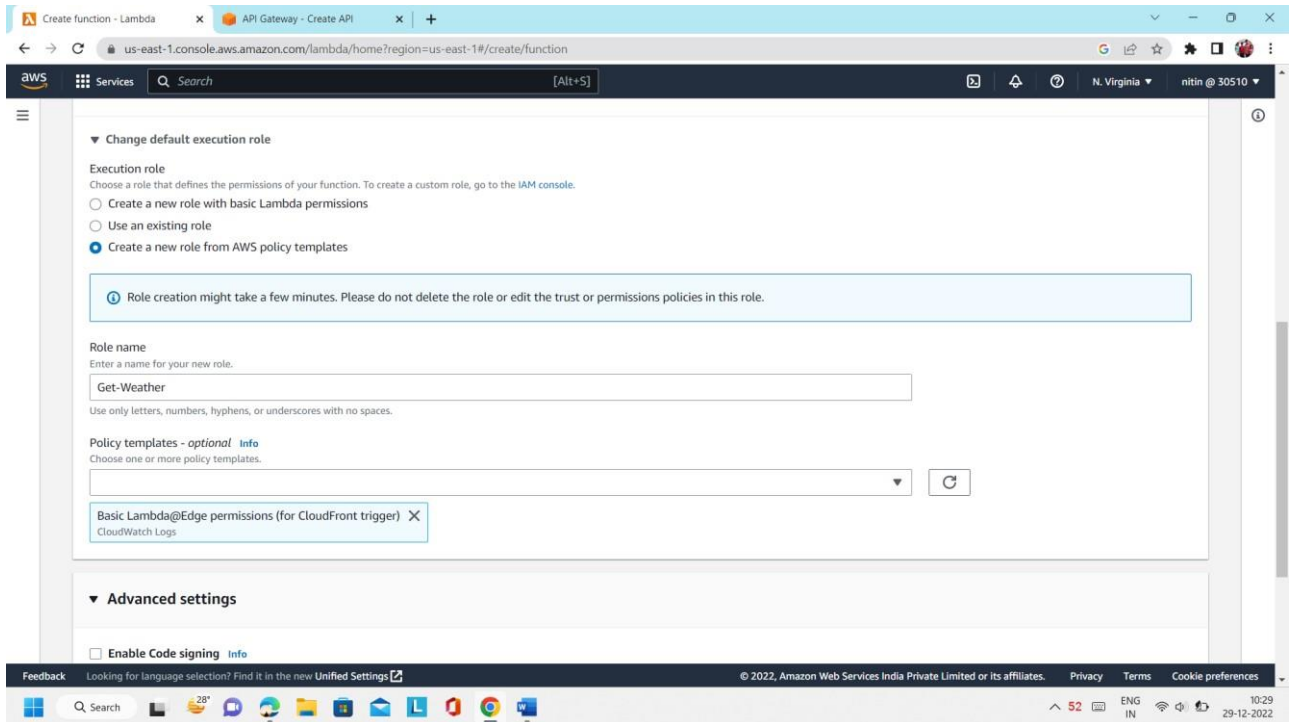 Create function - Lambda
API Gateway - Create API
us-east-1.console.aws.amazon.com/lambda/home?region=us-east-1#/create/function
aws
Services
Search
[Alt+S]
N. Virginia
nitin @ 30510
Change default execution role
Execution role
Choose a role that defines the permissions of your function. To create a custom role, go to the IAM console.
Create a new role with basic Lambda permissions
Use an existing role
Create a new role from AWS policy templates
Role creation might take a few minutes. Please do not delete the role or edit the trust or permissions policies in this role.
Role name
Enter a name for your new role.
Get-Weather
Use only letters, numbers, hyphens, or underscores with no spaces.
Policy templates - optional Info
Choose one or more policy templates.
Basic Lambda@Edge permissions (for CloudFront trigger)
CloudWatch Logs
Advanced settings
Enable Code signing Info
Feedback
Looking for language selection? Find it in the new Unified Settings
© 2022, Amazon Web Services India Private Limited or its affiliates.
Privacy
Terms
Cookie preferences
Search
28°
52
ENG
IN
10:29
29-12-2022